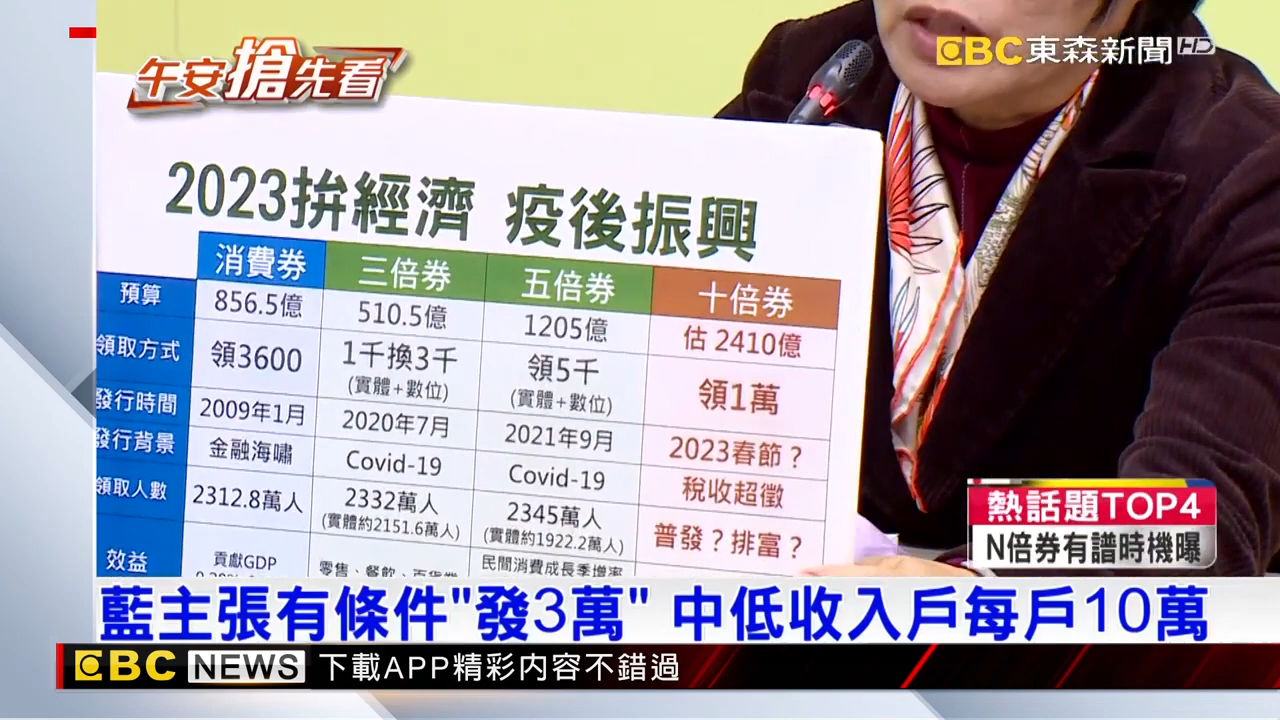 午安搶先看
EBC東森新聞HD
2023拚經濟 疫後振興
消費券 三倍券 五倍券 十倍券
預算 856.5億 510.5億 1205億 估 2410億
領取方式 領3600 1千換3千 領5千 領1萬
(實體+數位) (實體+數位)
發行時間 2009年1月 2020年7月 2021年9月 2023春節？
發行背景 金融海嘯 Covid-19 Covid-19 稅收超徵
領取人數 2312.8萬人 2332萬人 2345萬人 普發？排富？
(實體約2151.6萬人) (實體約1922.2萬人)
效益 貢獻GDP 零售、餐飲、百貨業 民間消費成長季增率
熱話題TOP4
N倍券有譜時機曝
藍主張有條件"發3萬" 中低收入戶每戶10萬
EBC NEWS 下載APP精彩內容不錯過